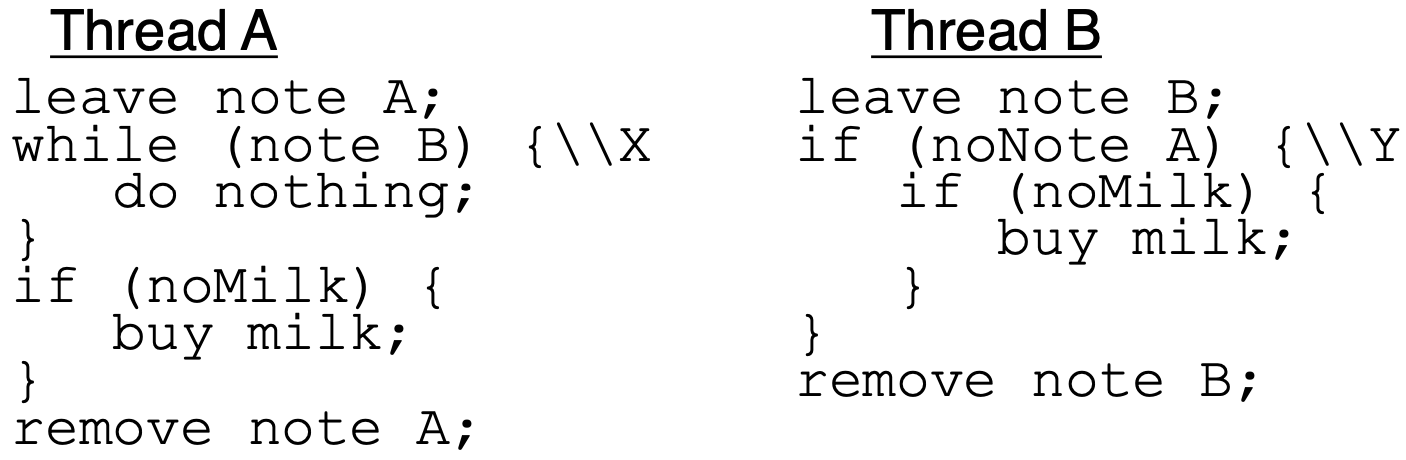 Thread A
leave note A;
while (note B) {\\X
do nothing;
}
if (noMilk) {
buy milk;
}
remove note A;
Thread B
leave note B;
if (noNote A) {\\Y
if (noMilk) {
buy milk;
}
}
remove note B;